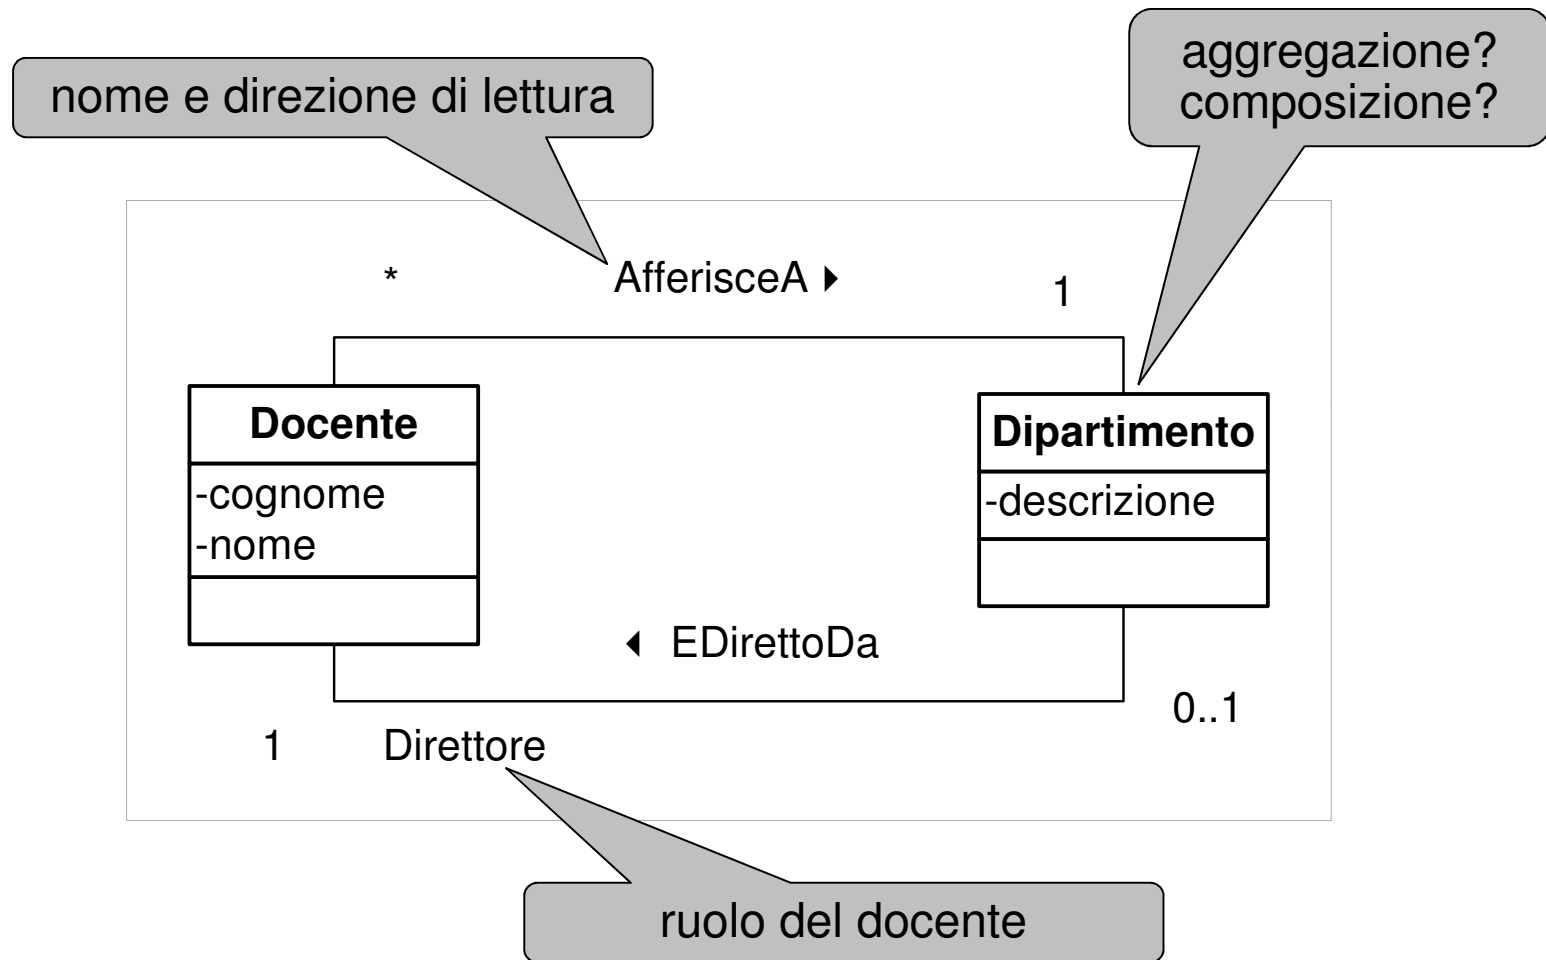 aggregazione?
composizione?
nome e direzione di lettura
* AfferisceA ▸ 1
Docente
-cognome
-nome
Dipartimento
-descrizione
◂ EDirettoDa
0..1
1 Direttore
ruolo del docente